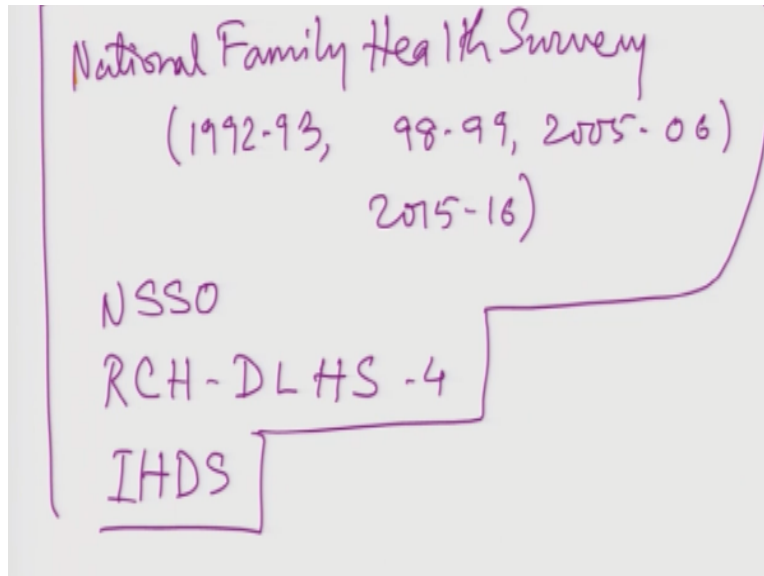 National Family Health Survey
(1992-93, 98-99, 2005-06)
2015-16)
NSSO
RCH-DLHS-4
IHDS